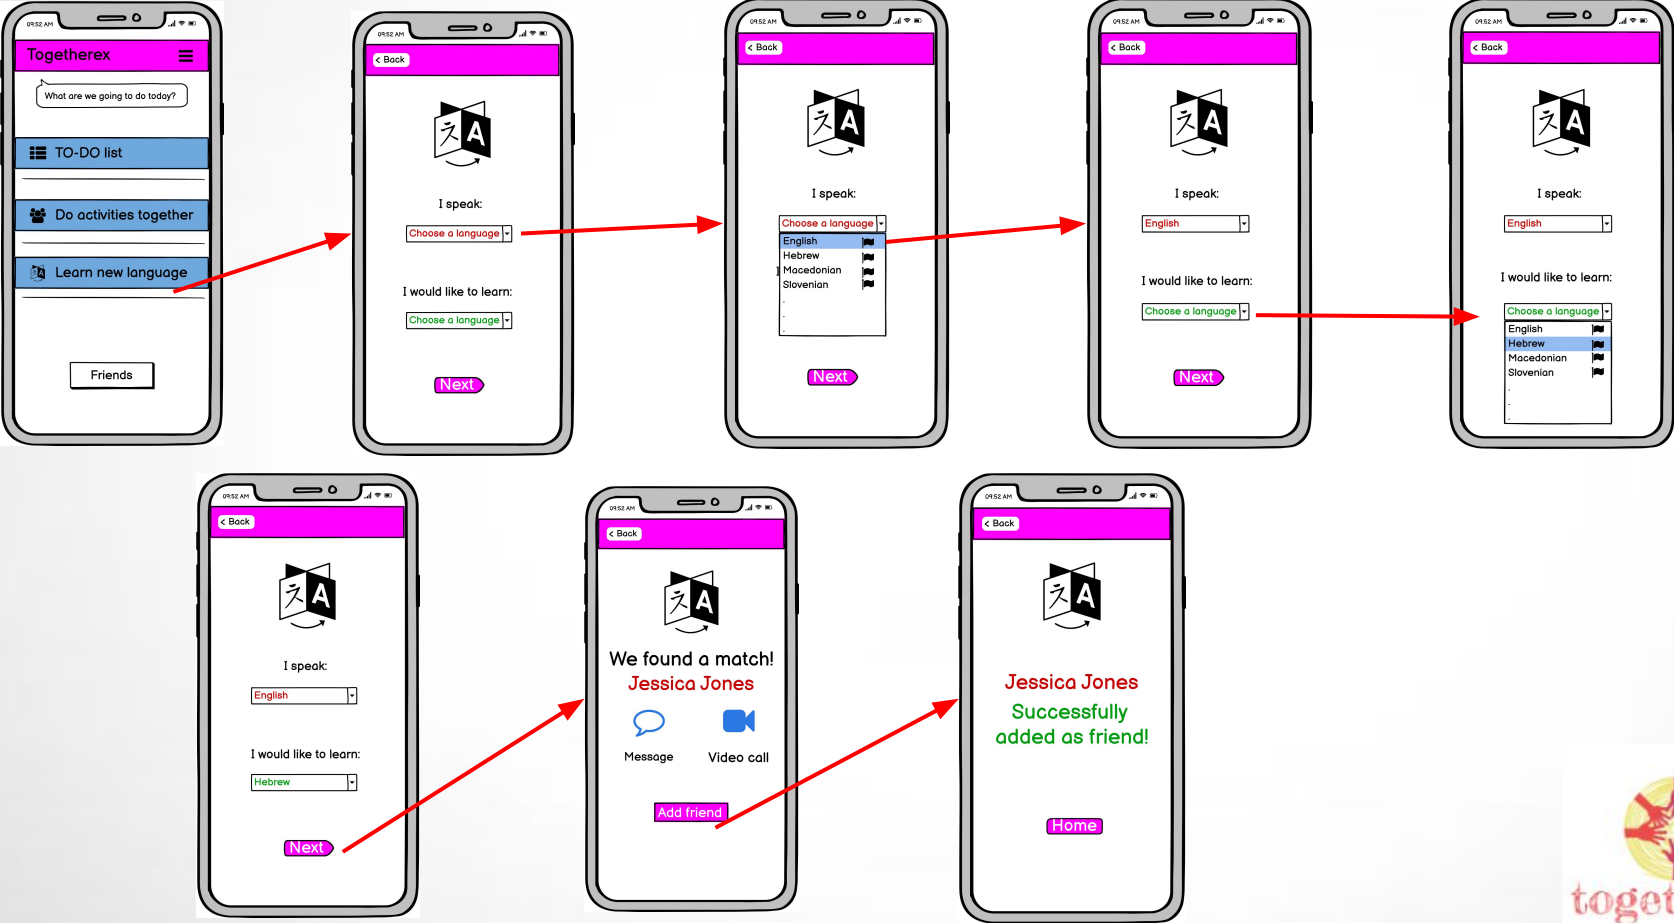 09:52 AM
Togetherex
What are we going to do today?
TO-DO list
Do activities together
Learn new language
Friends
09:52 AM
< Back
I speak:
Choose a language
I would like to learn:
Choose a language
Next
09:52 AM
< Back
I speak:
Choose a language
English
Hebrew
I
Macedonian
Slovenian
.
.
.
Next
09:52 AM
< Back
I speak:
English
I would like to learn:
Choose a language
Next
09:52 AM
< Back
I speak:
English
I would like to learn:
Choose a language
English
Hebrew
Macedonian
Slovenian
.
.
.
09:52 AM
< Back
I speak:
English
I would like to learn:
Hebrew
Next
09:52 AM
< Back
We found a match!
Jessica Jones
Message Video call
Add friend
09:52 AM
< Back
Jessica Jones
Successfully
added as friend!
Home
toget